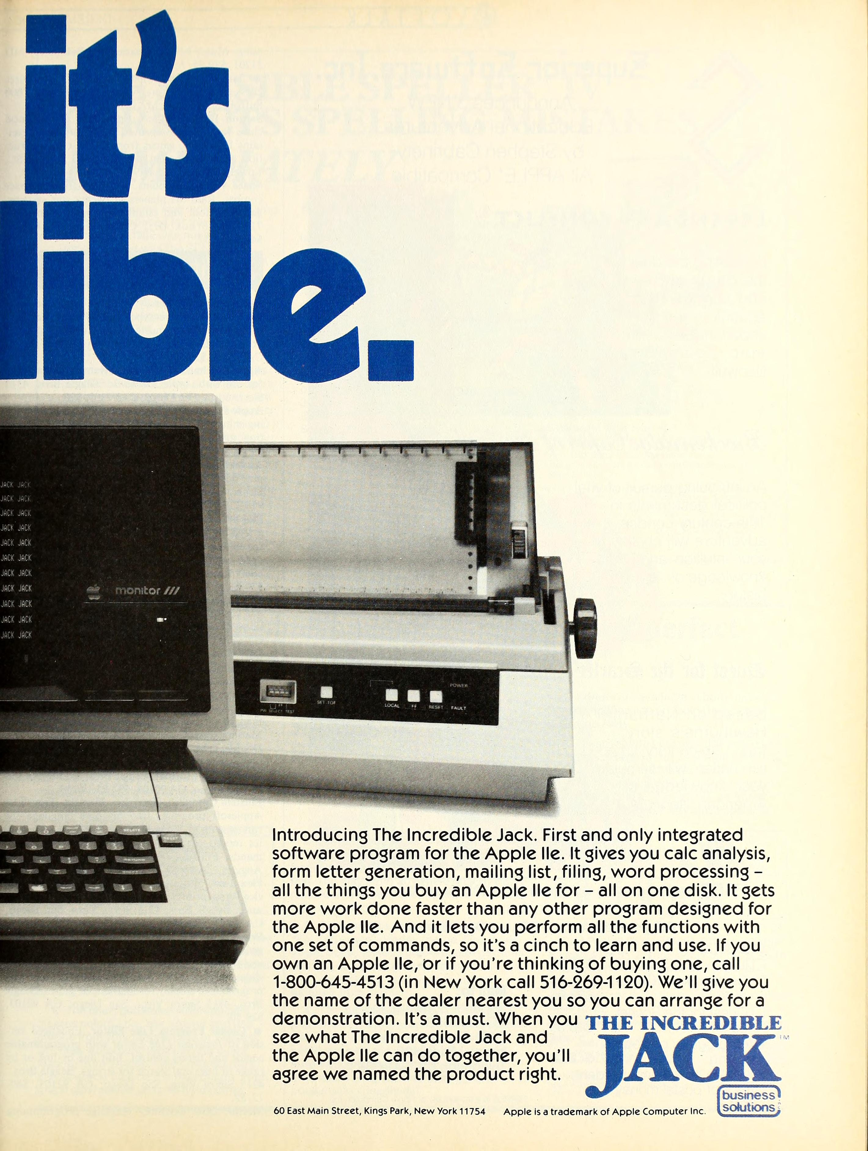 it's
dible.
JACK JACK
JACK JACK
JACK JACK
JACK JACK
JACK JACK
JACK JACK
JACK JACK
JACK JACK
JACK JACK
JACK JACK
JACK JACK
monitor ///
POWER
SET TOF
LOCAL FF RESET FAULT
DELETE
Introducing The Incredible Jack. First and only integrated
software program for the Apple IIe. It gives you calc analysis,
form letter generation, mailing list, filing, word processing –
all the things you buy an Apple IIe for – all on one disk. It gets
more work done faster than any other program designed for
the Apple IIe. And it lets you perform all the functions with
one set of commands, so it's a cinch to learn and use. If you
own an Apple IIe, or if you're thinking of buying one, call
1-800-645-4513 (in New York call 516-269-1120). We'll give you
the name of the dealer nearest you so you can arrange for a
demonstration. It's a must. When you
see what The Incredible Jack and
the Apple IIe can do together, you'll
agree we named the product right.
THE INCREDIBLE
JACK™
business
solutions
60 East Main Street, Kings Park, New York 11754 Apple is a trademark of Apple Computer Inc.